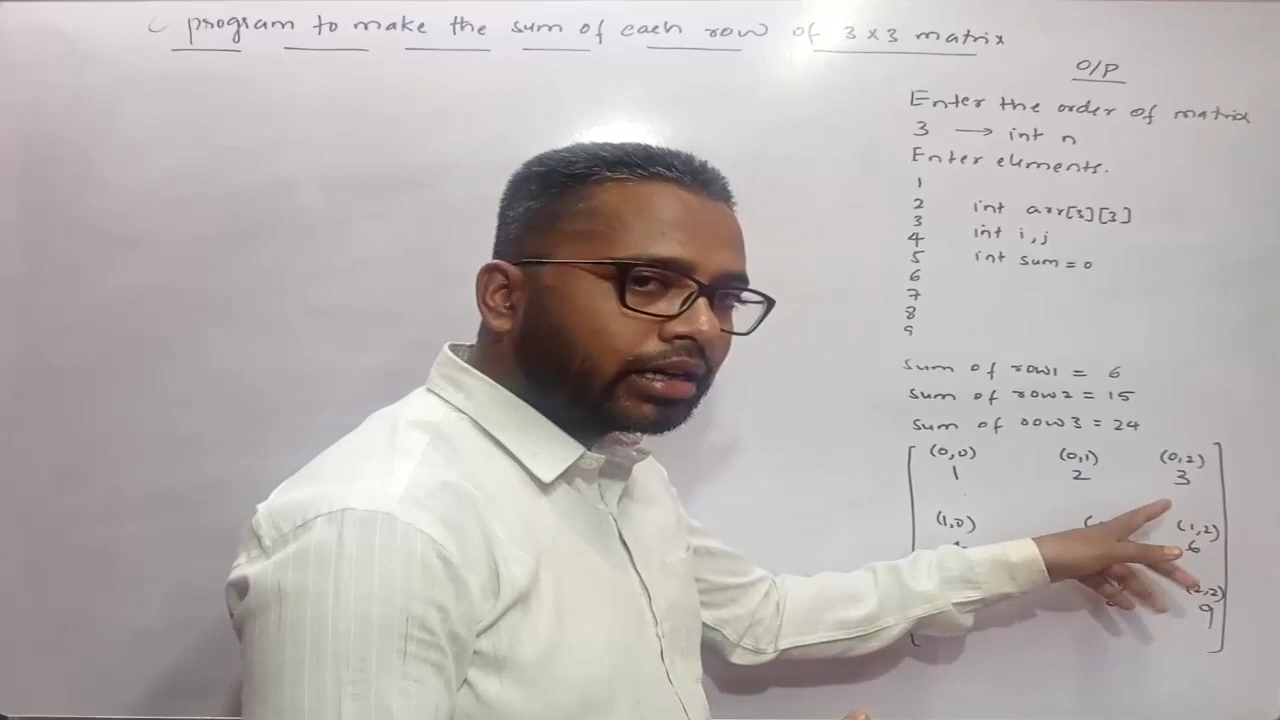 C program to make the sum of each row of 3 x 3 matrix
O/P
Enter the order of matrix
3 → int n
Enter elements.
1
2 int arr[3][3]
3
4 int i,j
5 int sum = 0
6
7
8
9
sum of row1 = 6
sum of row2 = 15
sum of row3 = 24
(0,0) (0,1) (0,2)
1 2 3
(1,0) (1,2)
6
(2,2)
9